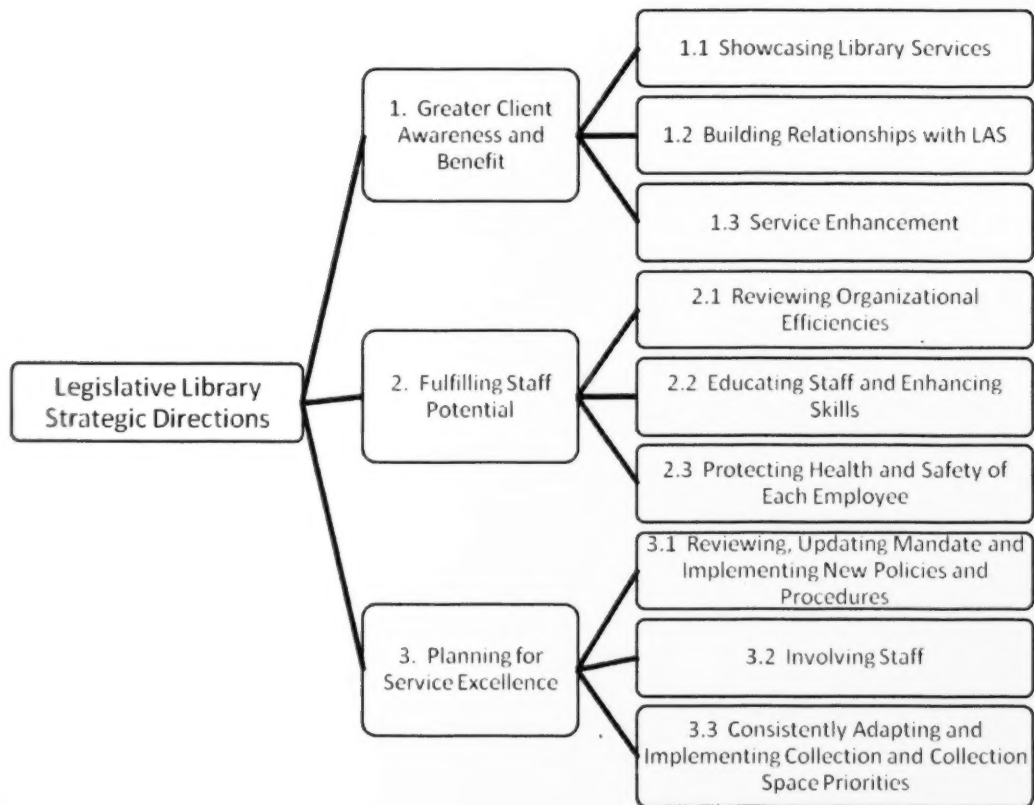 Legislative Library
Strategic Directions
1. Greater Client
Awareness and
Benefit
1.1 Showcasing Library Services
1.2 Building Relationships with LAS
1.3 Service Enhancement
2. Fulfilling Staff
Potential
2.1 Reviewing Organizational
Efficiencies
2.2 Educating Staff and Enhancing
Skills
2.3 Protecting Health and Safety of
Each Employee
3. Planning for
Service Excellence
3.1 Reviewing, Updating Mandate and
Implementing New Policies and
Procedures
3.2 Involving Staff
3.3 Consistently Adapting and
Implementing Collection and Collection
Space Priorities